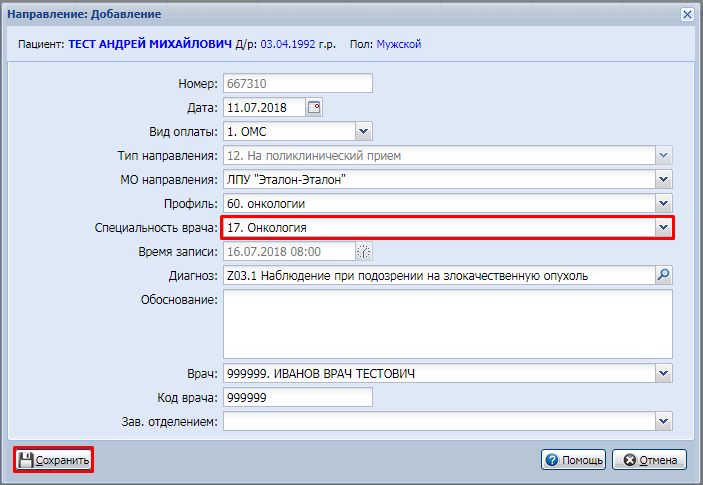 Направление: Добавление
Пациент: ТЕСТ АНДРЕЙ МИХАЙЛОВИЧ Д/р: 03.04.1992 г.р. Пол: Мужской
Номер: 667310
Дата: 11.07.2018
Вид оплаты: 1. ОМС
Тип направления: 12. На поликлинический прием
МО направления: ЛПУ "Эталон-Эталон"
Профиль: 60. онкологии
Специальность врача: 17. Онкология
Время записи: 16.07.2018 08:00
Диагноз: Z03.1 Наблюдение при подозрении на злокачественную опухоль
Обоснование:
Врач: 999999. ИВАНОВ ВРАЧ ТЕСТОВИЧ
Код врача: 999999
Зав. отделением:
Сохранить Помощь Отмена